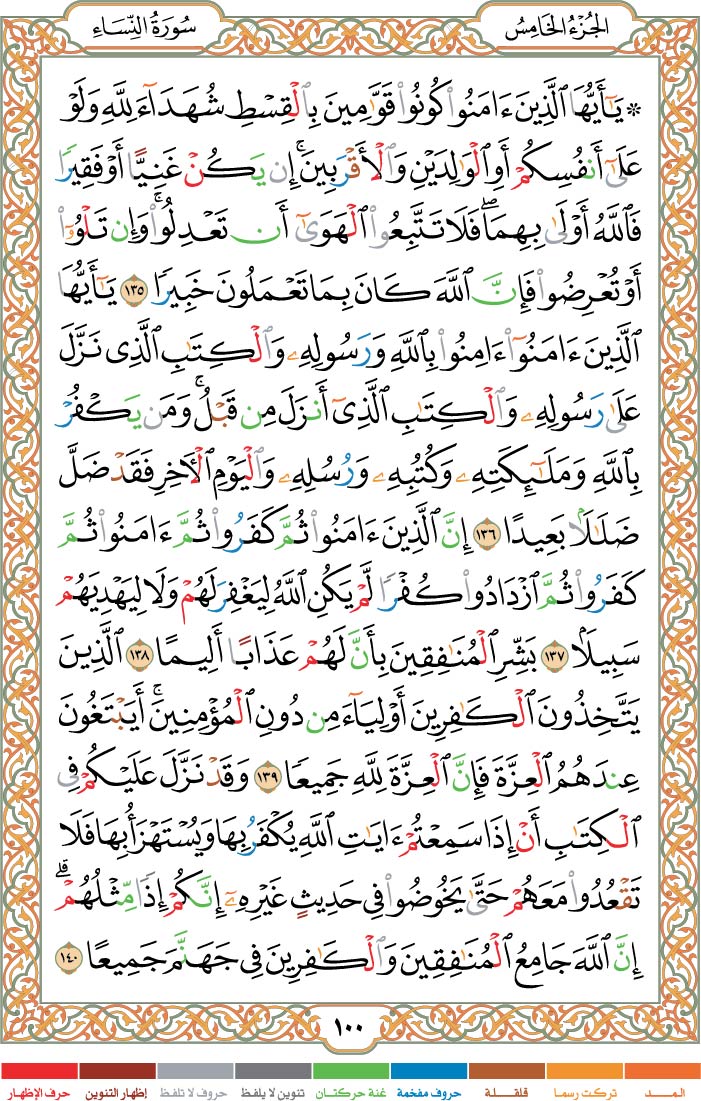 الجُزْءُ الخَامِسُ
سُورَةُ النِّسَاءِ
۞ يَٰٓأَيُّهَا ٱلَّذِينَ ءَامَنُوا۟ كُونُوا۟ قَوَّٰمِينَ بِٱلْقِسْطِ شُهَدَآءَ لِلَّهِ وَلَوْ
عَلَىٰٓ أَنفُسِكُمْ أَوِ ٱلْوَٰلِدَيْنِ وَٱلْأَقْرَبِينَ ۚ إِن يَكُنْ غَنِيًّا أَوْ فَقِيرًا
فَٱللَّهُ أَوْلَىٰ بِهِمَا ۖ فَلَا تَتَّبِعُوا۟ ٱلْهَوَىٰٓ أَن تَعْدِلُوا۟ ۚ وَإِن تَلْوُۥٓا۟
أَوْ تُعْرِضُوا۟ فَإِنَّ ٱللَّهَ كَانَ بِمَا تَعْمَلُونَ خَبِيرًا ١٣٥ يَٰٓأَيُّهَا
ٱلَّذِينَ ءَامَنُوٓا۟ ءَامِنُوا۟ بِٱللَّهِ وَرَسُولِهِۦ وَٱلْكِتَٰبِ ٱلَّذِى نَزَّلَ
عَلَىٰ رَسُولِهِۦ وَٱلْكِتَٰبِ ٱلَّذِىٓ أَنزَلَ مِن قَبْلُ ۚ وَمَن يَكْفُرْ
بِٱللَّهِ وَمَلَٰٓئِكَتِهِۦ وَكُتُبِهِۦ وَرُسُلِهِۦ وَٱلْيَوْمِ ٱلْءَاخِرِ فَقَدْ ضَلَّ
ضَلَٰلًۢا بَعِيدًا ١٣٦ إِنَّ ٱلَّذِينَ ءَامَنُوا۟ ثُمَّ كَفَرُوا۟ ثُمَّ ءَامَنُوا۟ ثُمَّ
كَفَرُوا۟ ثُمَّ ٱزْدَادُوا۟ كُفْرًا لَّمْ يَكُنِ ٱللَّهُ لِيَغْفِرَ لَهُمْ وَلَا لِيَهْدِيَهُمْ
سَبِيلًۢا ١٣٧ بَشِّرِ ٱلْمُنَٰفِقِينَ بِأَنَّ لَهُمْ عَذَابًا أَلِيمًا ١٣٨ ٱلَّذِينَ
يَتَّخِذُونَ ٱلْكَٰفِرِينَ أَوْلِيَآءَ مِن دُونِ ٱلْمُؤْمِنِينَ ۚ أَيَبْتَغُونَ
عِندَهُمُ ٱلْعِزَّةَ فَإِنَّ ٱلْعِزَّةَ لِلَّهِ جَمِيعًا ١٣٩ وَقَدْ نَزَّلَ عَلَيْكُمْ فِى
ٱلْكِتَٰبِ أَنْ إِذَا سَمِعْتُمْ ءَايَٰتِ ٱللَّهِ يُكْفَرُ بِهَا وَيُسْتَهْزَأُ بِهَا فَلَا
تَقْعُدُوا۟ مَعَهُمْ حَتَّىٰ يَخُوضُوا۟ فِى حَدِيثٍ غَيْرِهِۦٓ ۚ إِنَّكُمْ إِذًا مِّثْلُهُمْ ۗ
إِنَّ ٱللَّهَ جَامِعُ ٱلْمُنَٰفِقِينَ وَٱلْكَٰفِرِينَ فِى جَهَنَّمَ جَمِيعًا ١٤٠
١٠٠
المـــد
تركت رسما
قلقـلة
حروف مفخمة
غنة حركتان
تنوين لا يلفظ
حروف لا تلفظ
إظهار التنوين
حرف الإظهار